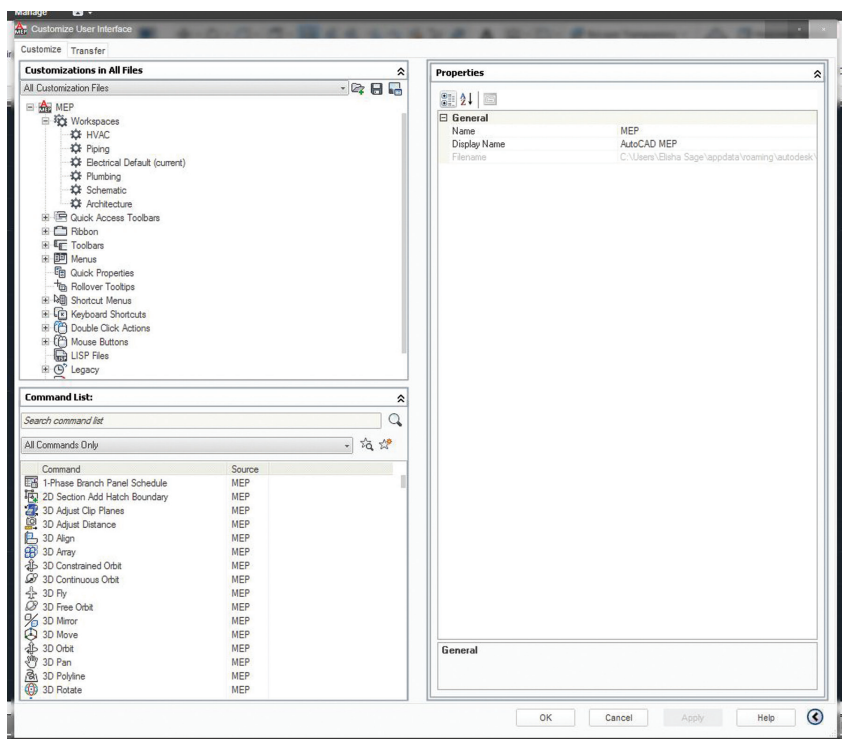 Manage
Customize User Interface
Customize Transfer
Customizations in All Files
All Customization Files
MEP
Workspaces
HVAC
Piping
Electrical Default (current)
Plumbing
Schematic
Architecture
Quick Access Toolbars
Ribbon
Toolbars
Menus
Quick Properties
Rollover Tooltips
Shortcut Menus
Keyboard Shortcuts
Double Click Actions
Mouse Buttons
LISP Files
Legacy
Command List:
Search command list
All Commands Only
Command Source
1-Phase Branch Panel Schedule MEP
2D Section Add Hatch Boundary MEP
3D Adjust Clip Planes MEP
3D Adjust Distance MEP
3D Align MEP
3D Array MEP
3D Constrained Orbit MEP
3D Continuous Orbit MEP
3D Fly MEP
3D Free Orbit MEP
3D Mirror MEP
3D Move MEP
3D Orbit MEP
3D Pan MEP
3D Polyline MEP
3D Rotate MEP
Properties
General
Name MEP
Display Name AutoCAD MEP
Filename C:\Users\Elisha Sage\appdata\roaming\autodesk\
General
OK Cancel Apply Help